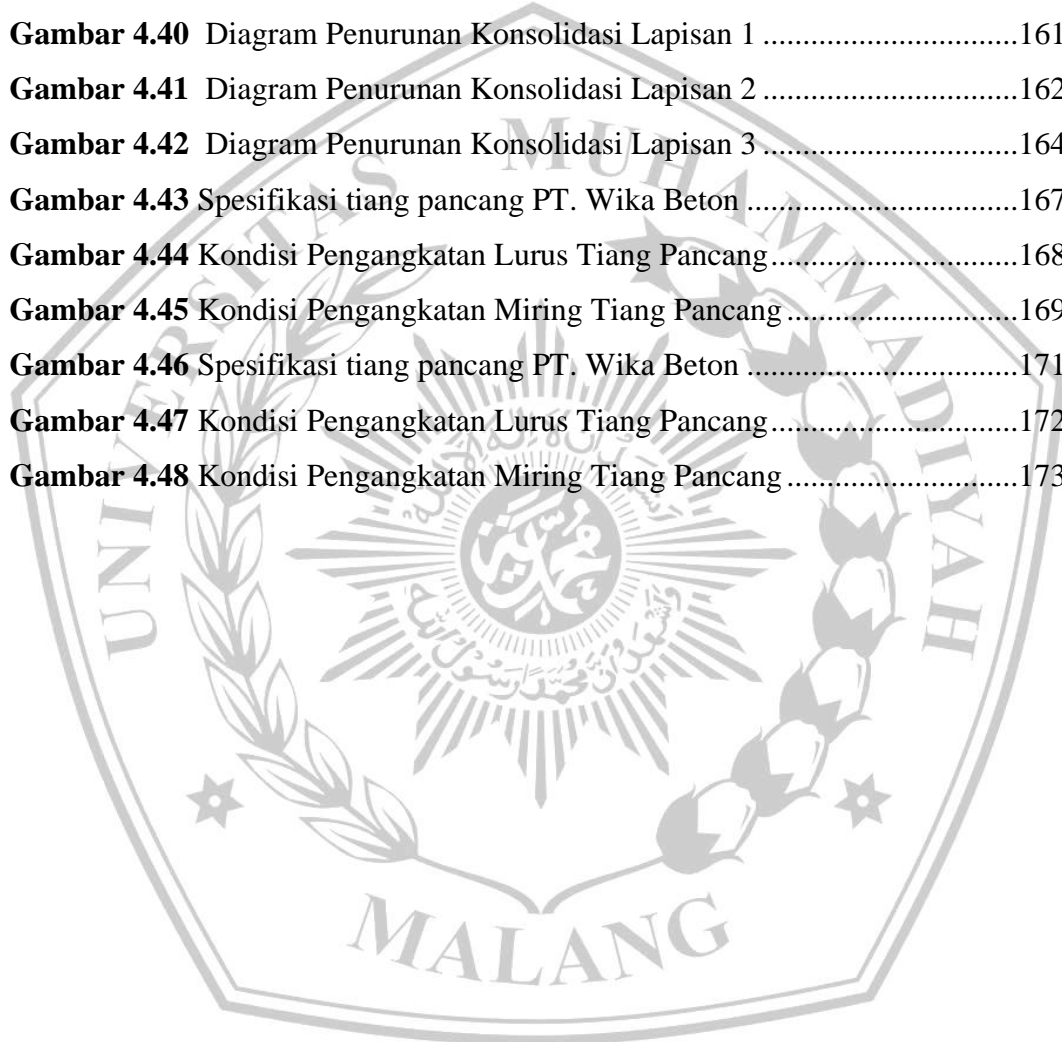 Gambar 4.40 Diagram Penurunan Konsolidasi Lapisan 1 ................................161
Gambar 4.41 Diagram Penurunan Konsolidasi Lapisan 2 ................................162
Gambar 4.42 Diagram Penurunan Konsolidasi Lapisan 3 ................................164
Gambar 4.43 Spesifikasi tiang pancang PT. Wika Beton ..................................167
Gambar 4.44 Kondisi Pengangkatan Lurus Tiang Pancang ...............................168
Gambar 4.45 Kondisi Pengangkatan Miring Tiang Pancang .............................169
Gambar 4.46 Spesifikasi tiang pancang PT. Wika Beton ..................................171
Gambar 4.47 Kondisi Pengangkatan Lurus Tiang Pancang ...............................172
Gambar 4.48 Kondisi Pengangkatan Miring Tiang Pancang .............................173
UNIVERSITAS MUHAMMADIYAH
MALANG